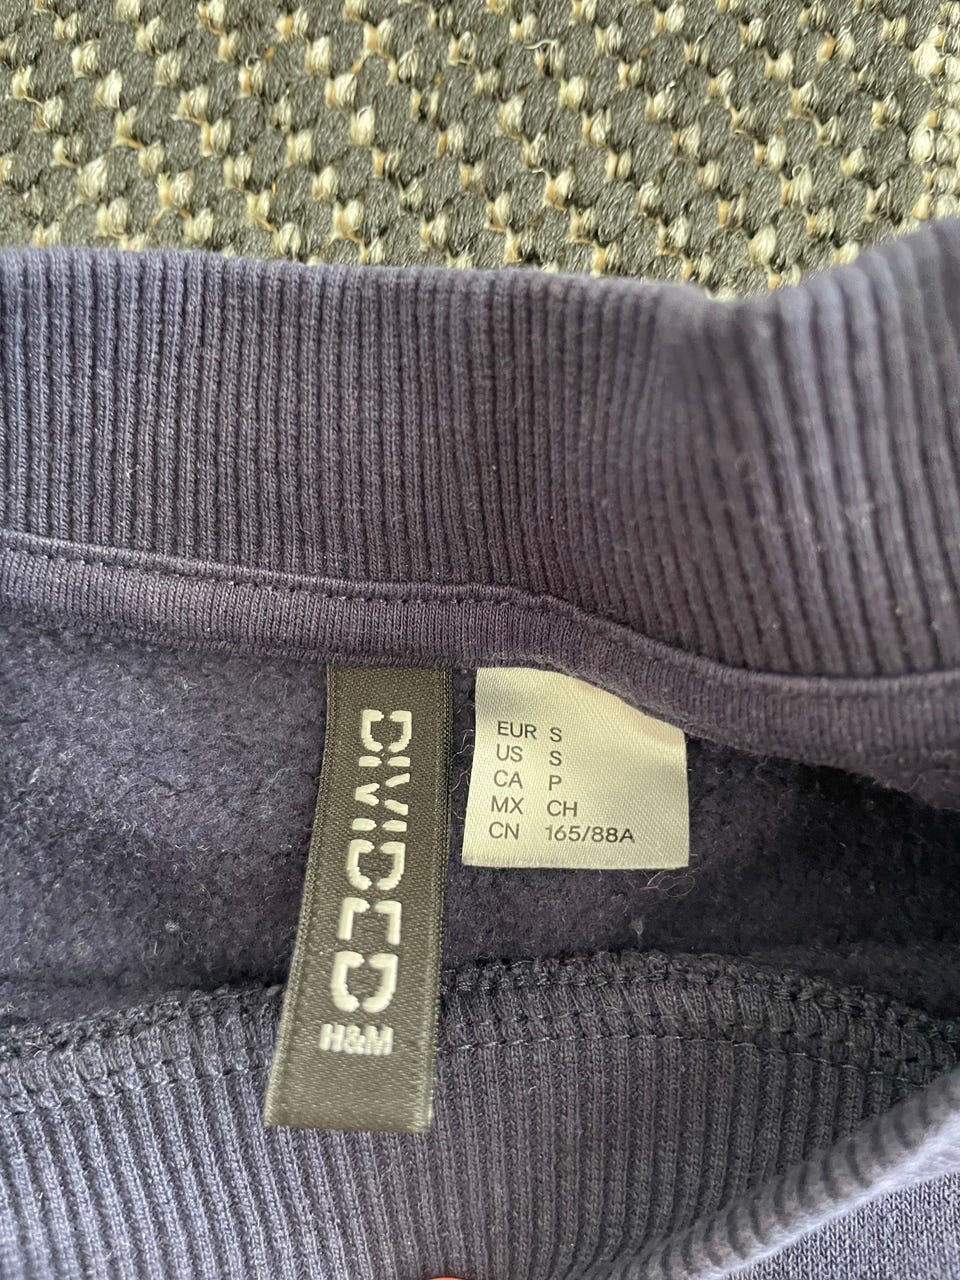 DIVIDED
H&M
EUR S
US S
CA P
MX CH
CN 165/88A